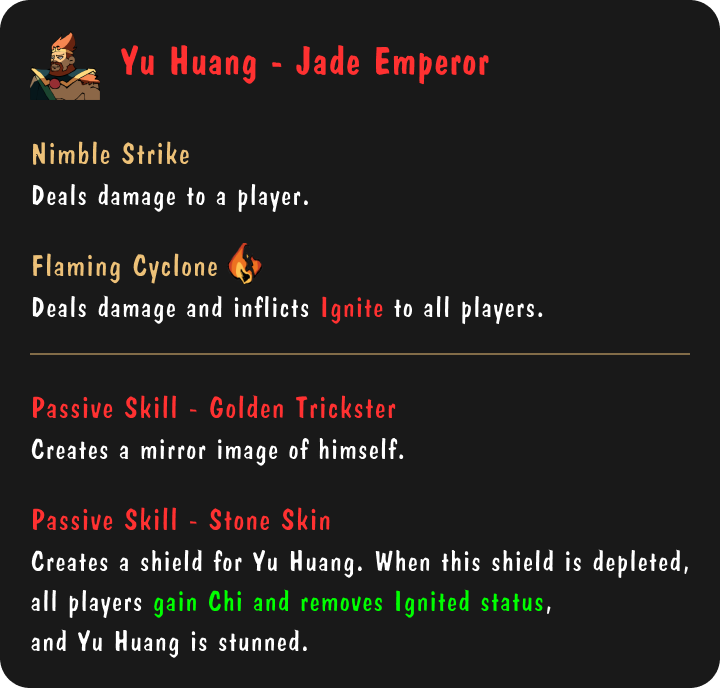 Yu Huang - Jade Emperor
Nimble Strike
Deals damage to a player.
Flaming Cyclone
Deals damage and inflicts Ignite to all players.
Passive Skill - Golden Trickster
Creates a mirror image of himself.
Passive Skill - Stone Skin
Creates a shield for Yu Huang. When this shield is depleted,
all players gain Chi and removes Ignited status,
and Yu Huang is stunned.